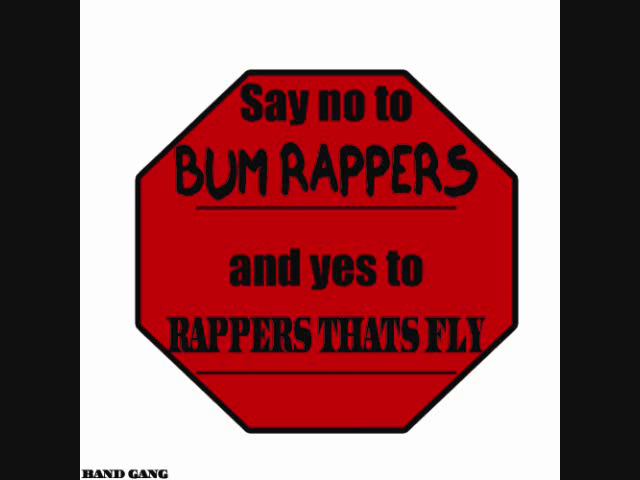 Say no to
BUM RAPPERS
and yes to
RAPPERS THATS FLY
BAND GANG